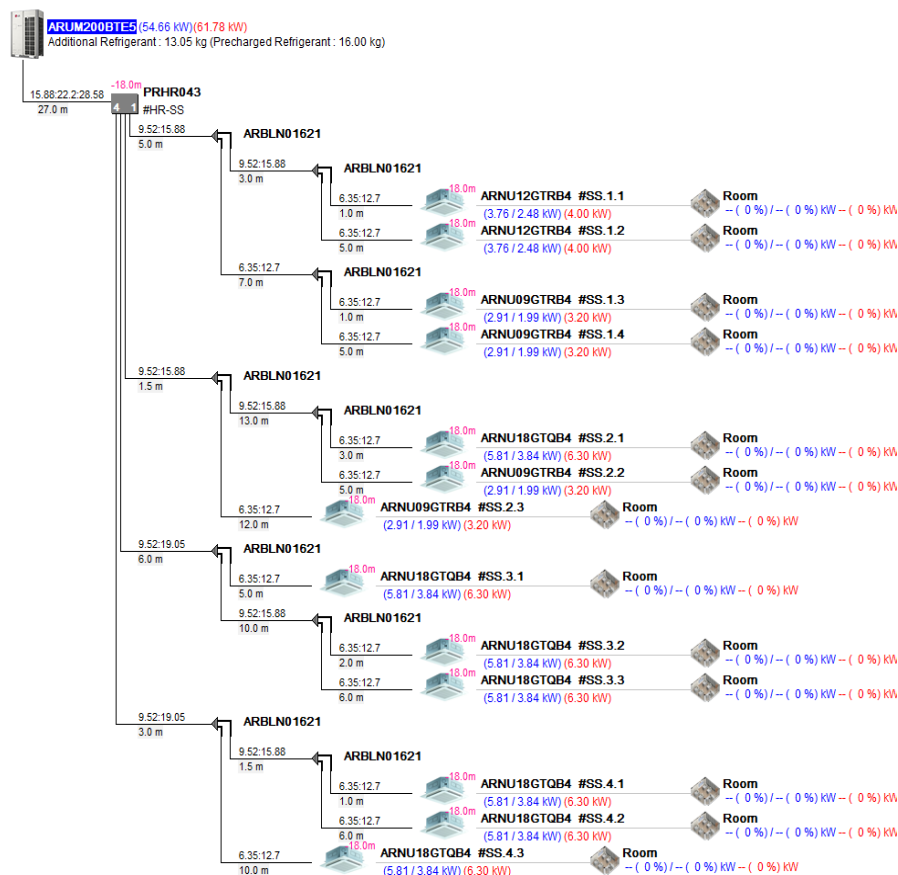 ARUM200BTE5 (54.66 kW) (61.78 kW)
Additional Refrigerant : 13.05 kg (Precharged Refrigerant : 16.00 kg)
-18.0m
15.88:22.2:28.58
PRHR043
4 1
27.0 m
#HR-SS
9.52:15.88
ARBLN01621
5.0 m
9.52:15.88
ARBLN01621
3.0 m
6.35:12.7
-18.0m
ARNU12GTRB4 #SS.1.1
Room
1.0 m
(3.76 / 2.48 kW) (4.00 kW)
-- ( 0 %) / -- ( 0 %) kW -- ( 0 %) kW
6.35:12.7
-18.0m
ARNU12GTRB4 #SS.1.2
Room
5.0 m
(3.76 / 2.48 kW) (4.00 kW)
-- ( 0 %) / -- ( 0 %) kW -- ( 0 %) kW
6.35:12.7
ARBLN01621
7.0 m
6.35:12.7
-18.0m
ARNU09GTRB4 #SS.1.3
Room
1.0 m
(2.91 / 1.99 kW) (3.20 kW)
-- ( 0 %) / -- ( 0 %) kW -- ( 0 %) kW
6.35:12.7
-18.0m
ARNU09GTRB4 #SS.1.4
Room
5.0 m
(2.91 / 1.99 kW) (3.20 kW)
-- ( 0 %) / -- ( 0 %) kW -- ( 0 %) kW
9.52:15.88
ARBLN01621
1.5 m
9.52:15.88
ARBLN01621
13.0 m
6.35:12.7
-18.0m
ARNU18GTQB4 #SS.2.1
Room
3.0 m
(5.81 / 3.84 kW) (6.30 kW)
-- ( 0 %) / -- ( 0 %) kW -- ( 0 %) kW
6.35:12.7
-18.0m
ARNU09GTRB4 #SS.2.2
Room
5.0 m
(2.91 / 1.99 kW) (3.20 kW)
-- ( 0 %) / -- ( 0 %) kW -- ( 0 %) kW
6.35:12.7
-18.0m
ARNU09GTRB4 #SS.2.3
Room
12.0 m
(2.91 / 1.99 kW) (3.20 kW)
-- ( 0 %) / -- ( 0 %) kW -- ( 0 %) kW
9.52:19.05
ARBLN01621
6.0 m
6.35:12.7
-18.0m
ARNU18GTQB4 #SS.3.1
Room
5.0 m
(5.81 / 3.84 kW) (6.30 kW)
-- ( 0 %) / -- ( 0 %) kW -- ( 0 %) kW
9.52:15.88
ARBLN01621
10.0 m
6.35:12.7
-18.0m
ARNU18GTQB4 #SS.3.2
Room
2.0 m
(5.81 / 3.84 kW) (6.30 kW)
-- ( 0 %) / -- ( 0 %) kW -- ( 0 %) kW
6.35:12.7
-18.0m
ARNU18GTQB4 #SS.3.3
Room
6.0 m
(5.81 / 3.84 kW) (6.30 kW)
-- ( 0 %) / -- ( 0 %) kW -- ( 0 %) kW
9.52:19.05
ARBLN01621
3.0 m
9.52:15.88
ARBLN01621
1.5 m
6.35:12.7
-18.0m
ARNU18GTQB4 #SS.4.1
Room
1.0 m
(5.81 / 3.84 kW) (6.30 kW)
-- ( 0 %) / -- ( 0 %) kW -- ( 0 %) kW
6.35:12.7
-18.0m
ARNU18GTQB4 #SS.4.2
Room
6.0 m
(5.81 / 3.84 kW) (6.30 kW)
-- ( 0 %) / -- ( 0 %) kW -- ( 0 %) kW
6.35:12.7
-18.0m
ARNU18GTQB4 #SS.4.3
Room
10.0 m
(5.81 / 3.84 kW) (6.30 kW)
-- ( 0 %) / -- ( 0 %) kW -- ( 0 %) kW